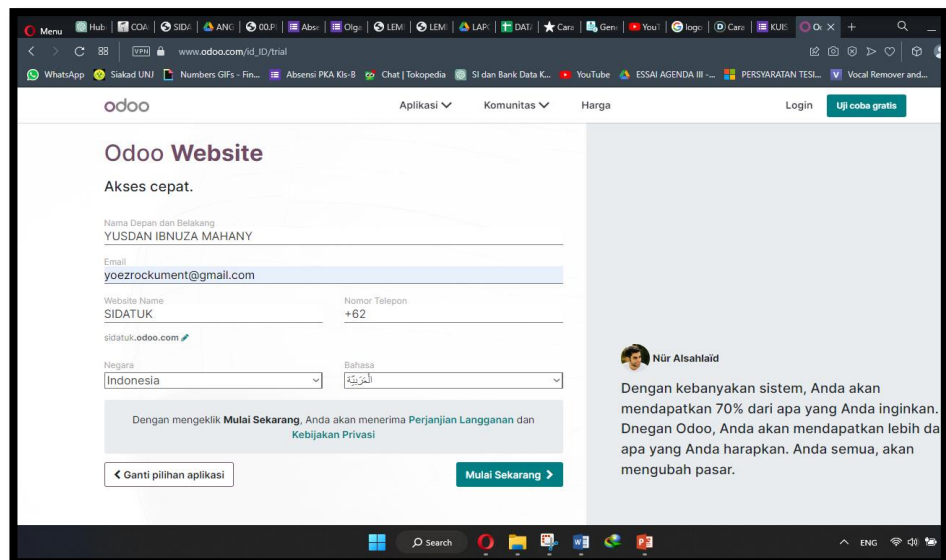 Menu
Hub
COA
SIDA
ANG
00.P
Abse
Olga
LEM
LEM
LAPO
DATA
Cara
Gene
YouT
logo
Cara
KUIS
Oc
VPN www.odoo.com/id_ID/trial
WhatsApp Siakad UNJ Numbers GIFs - Fin... Absensi PKA Kls-B Chat | Tokopedia SI dan Bank Data K... YouTube ESSAI AGENDA III -... PERSYARATAN TESI... Vocal Remover and...
odoo Aplikasi Komunitas Harga Login Uji coba gratis
Odoo Website
Akses cepat.
Nama Depan dan Belakang
YUSDAN IBNUZA MAHANY
Email
yoezrockument@gmail.com
Website Name
SIDATUK
Nomor Telepon
+62
sidatuk.odoo.com
Negara
Indonesia
Bahasa
الْعَرَبيّة
Dengan mengeklik Mulai Sekarang, Anda akan menerima Perjanjian Langganan dan
Kebijakan Privasi
Ganti pilihan aplikasi
Mulai Sekarang
Nür Alsahlaïd
Dengan kebanyakan sistem, Anda akan
mendapatkan 70% dari apa yang Anda inginkan.
Dnegan Odoo, Anda akan mendapatkan lebih da
apa yang Anda harapkan. Anda semua, akan
mengubah pasar.
Search
ENG